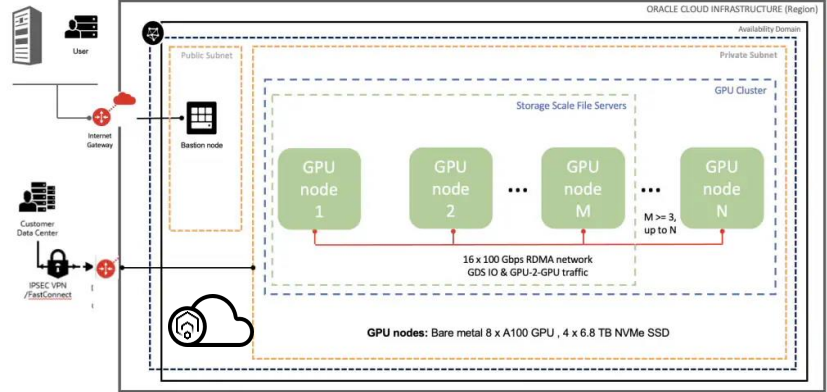 ORACLE CLOUD INFRASTRUCTURE (Region)
Availability Domain
User
Public Subnet
Private Subnet
GPU Cluster
Storage Scale File Servers
Internet
Gateway
Bastion node
GPU
node
1
GPU
node
2
...
GPU
node
M
...
GPU
node
N
M >= 3,
up to N
Customer
Data Center
16 x 100 Gbps RDMA network
GDS IO & GPU-2-GPU traffic
IPSEC VPN
/FastConnect
GPU nodes: Bare metal 8 x A100 GPU , 4 x 6.8 TB NVMe SSD